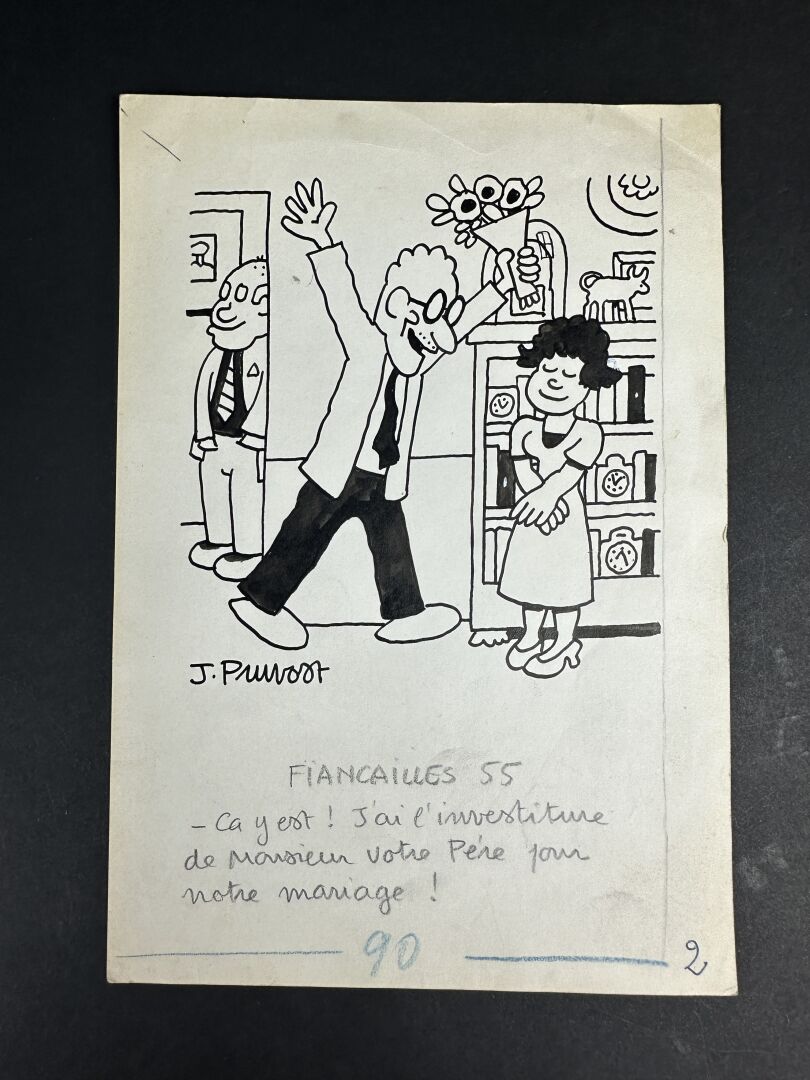 J. Pruvost
FIANCAILLES 55
- Ca y est ! J'ai l'investiture
de Monsieur votre Père pour
notre mariage !
90
2